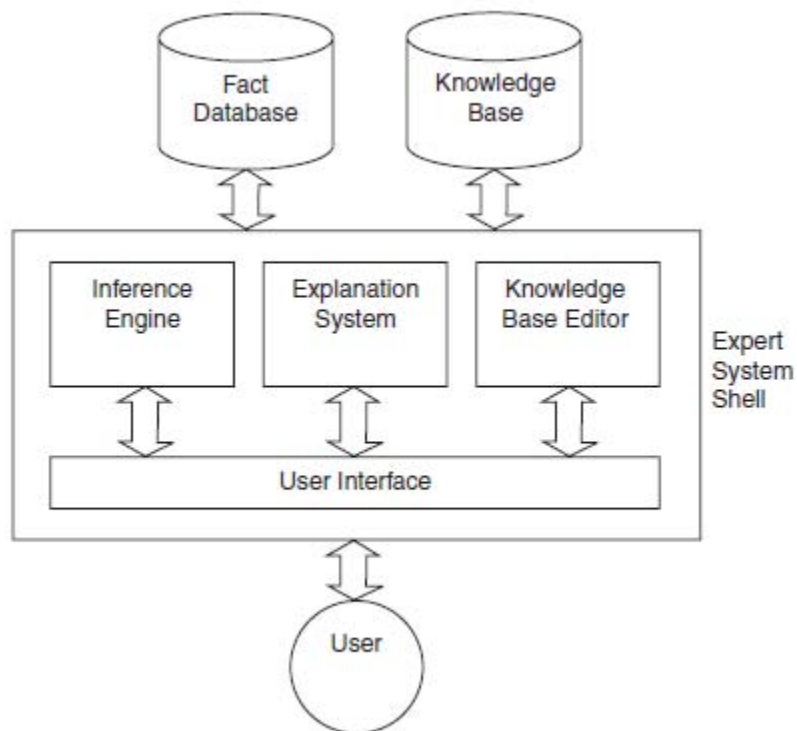 Fact
Database
Knowledge
Base
Inference
Engine
Explanation
System
Knowledge
Base Editor
Expert
System
Shell
User Interface
User